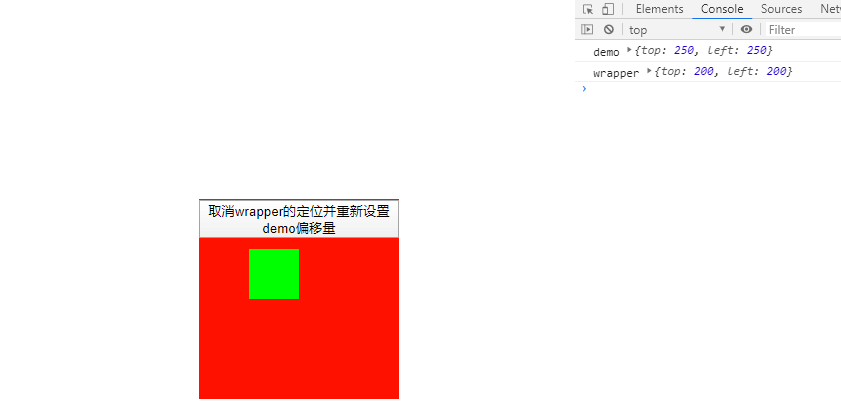 Elements Console Sources
top Filter
demo {top: 250, left: 250}
wrapper {top: 200, left: 200}
取消wrapper的定位并重新设置
demo偏移量